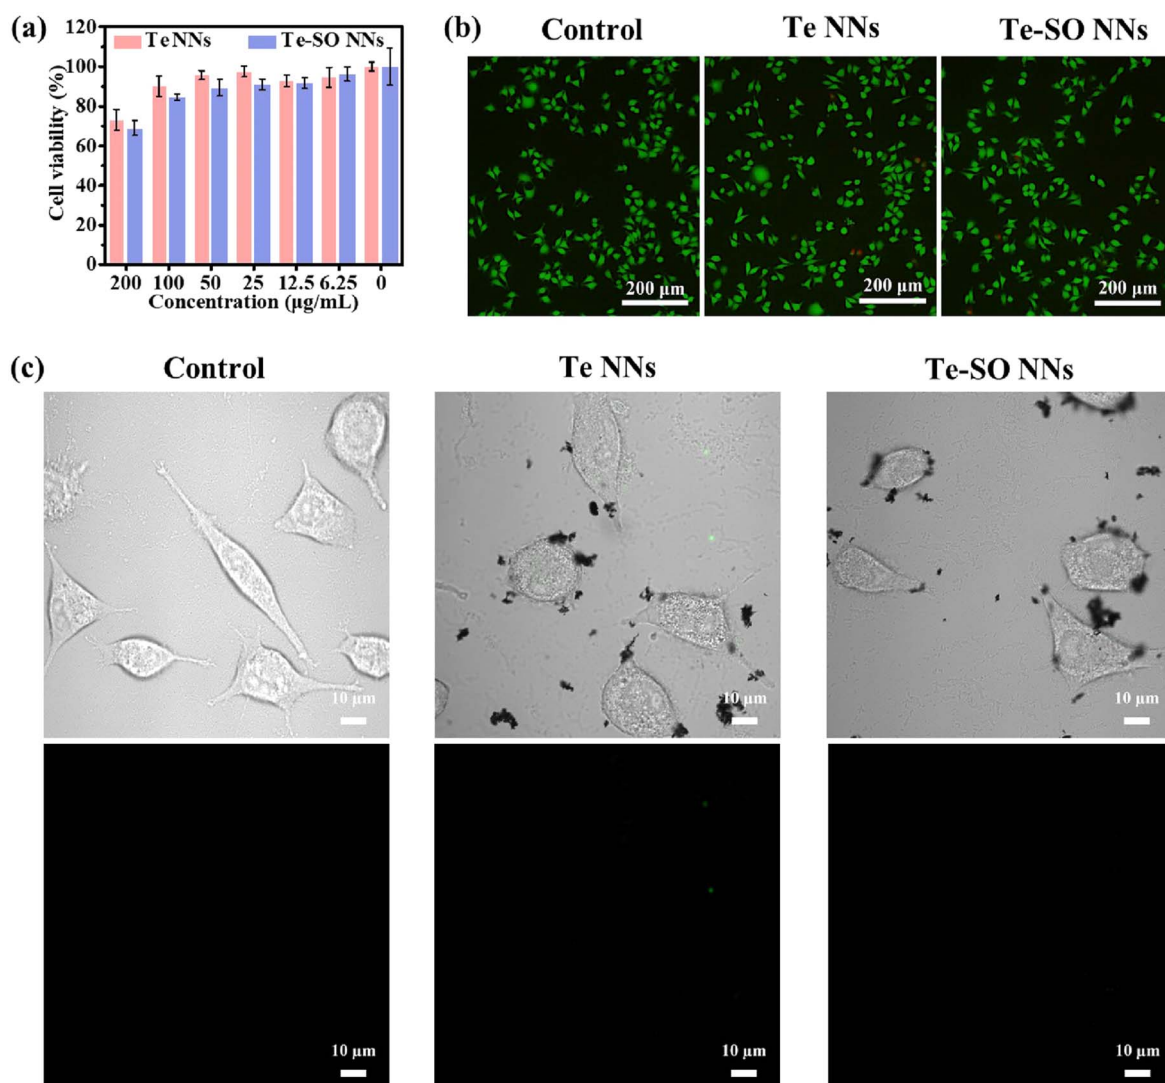 (a)
120
100
80
60
40
20
0
Cell viability (%)
Te NNs
Te-SO NNs
200 100 50 25 12.5 6.25 0
Concentration (µg/mL)
(b)
Control Te NNs Te-SO NNs
200 µm 200 µm 200 µm
(c)
Control Te NNs Te-SO NNs
10 µm 10 µm 10 µm
10 µm 10 µm 10 µm